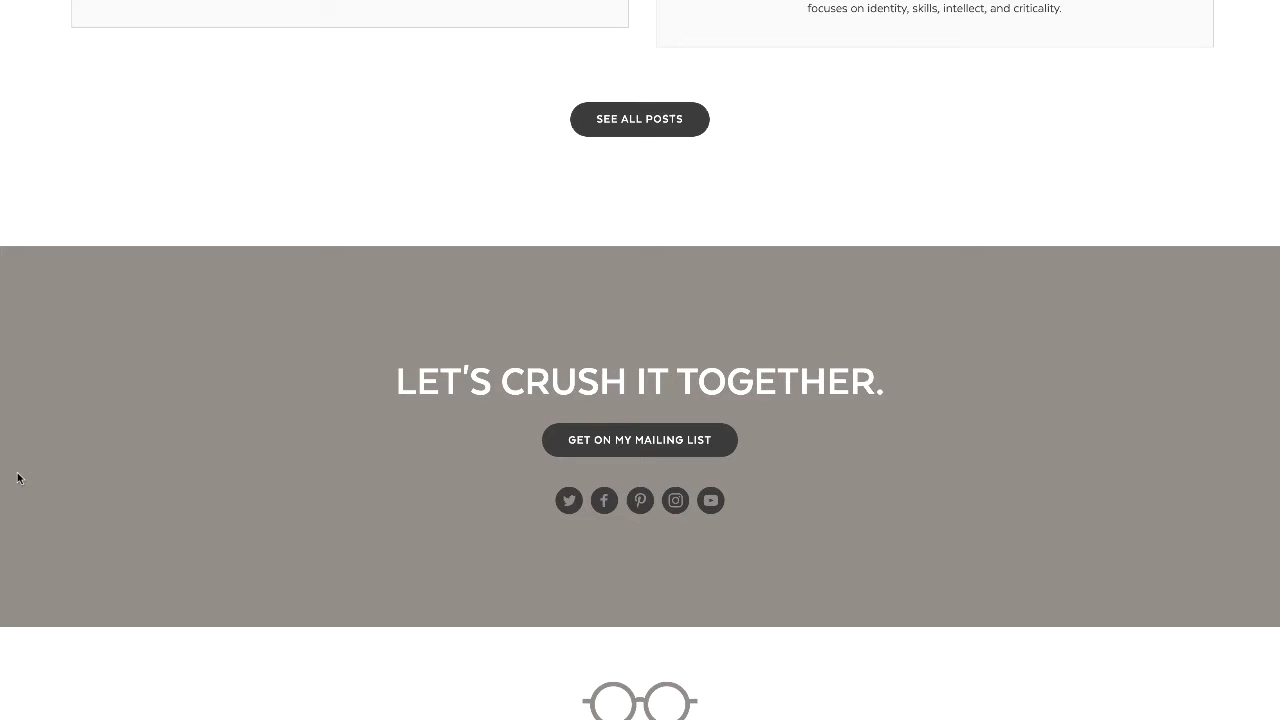 focuses on identity, skills, intellect, and criticality.
SEE ALL POSTS
LET'S CRUSH IT TOGETHER.
GET ON MY MAILING LIST